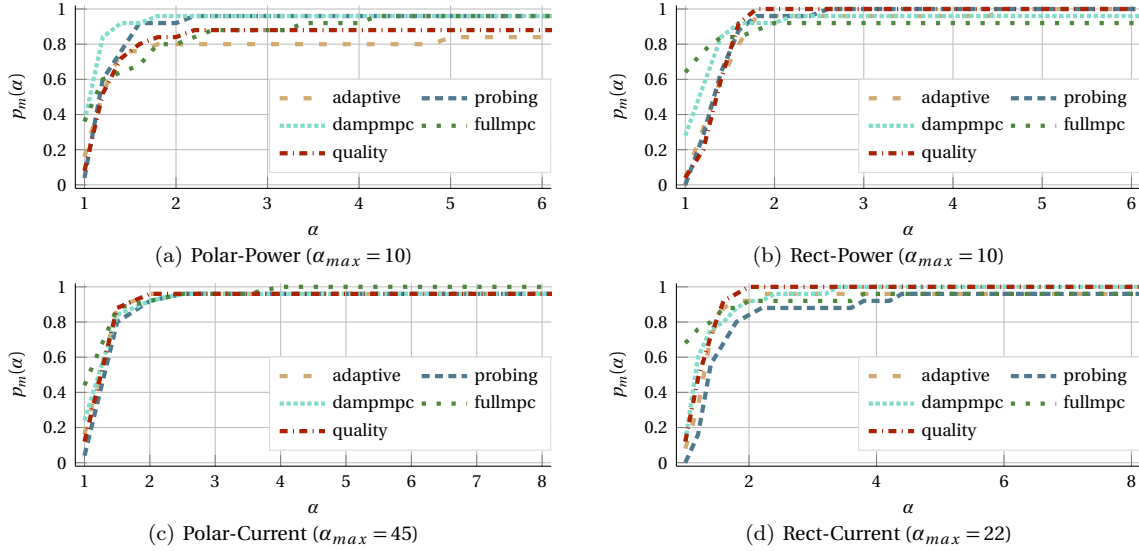 1
0.8
0.6
0.4
0.2
0
p_m(α)
adaptive probing
dampmpc fullmpc
quality
1 2 3 4 5 6
α
(a) Polar-Power (α_max = 10)
1
0.8
0.6
0.4
0.2
0
p_m(α)
adaptive probing
dampmpc fullmpc
quality
1 2 3 4 5 6
α
(b) Rect-Power (α_max = 10)
1
0.8
0.6
0.4
0.2
0
p_m(α)
adaptive probing
dampmpc fullmpc
quality
1 2 3 4 5 6 7 8
α
(c) Polar-Current (α_max = 45)
1
0.8
0.6
0.4
0.2
0
p_m(α)
adaptive probing
dampmpc fullmpc
quality
2 3 4 5 6 7 8
α
(d) Rect-Current (α_max = 22)